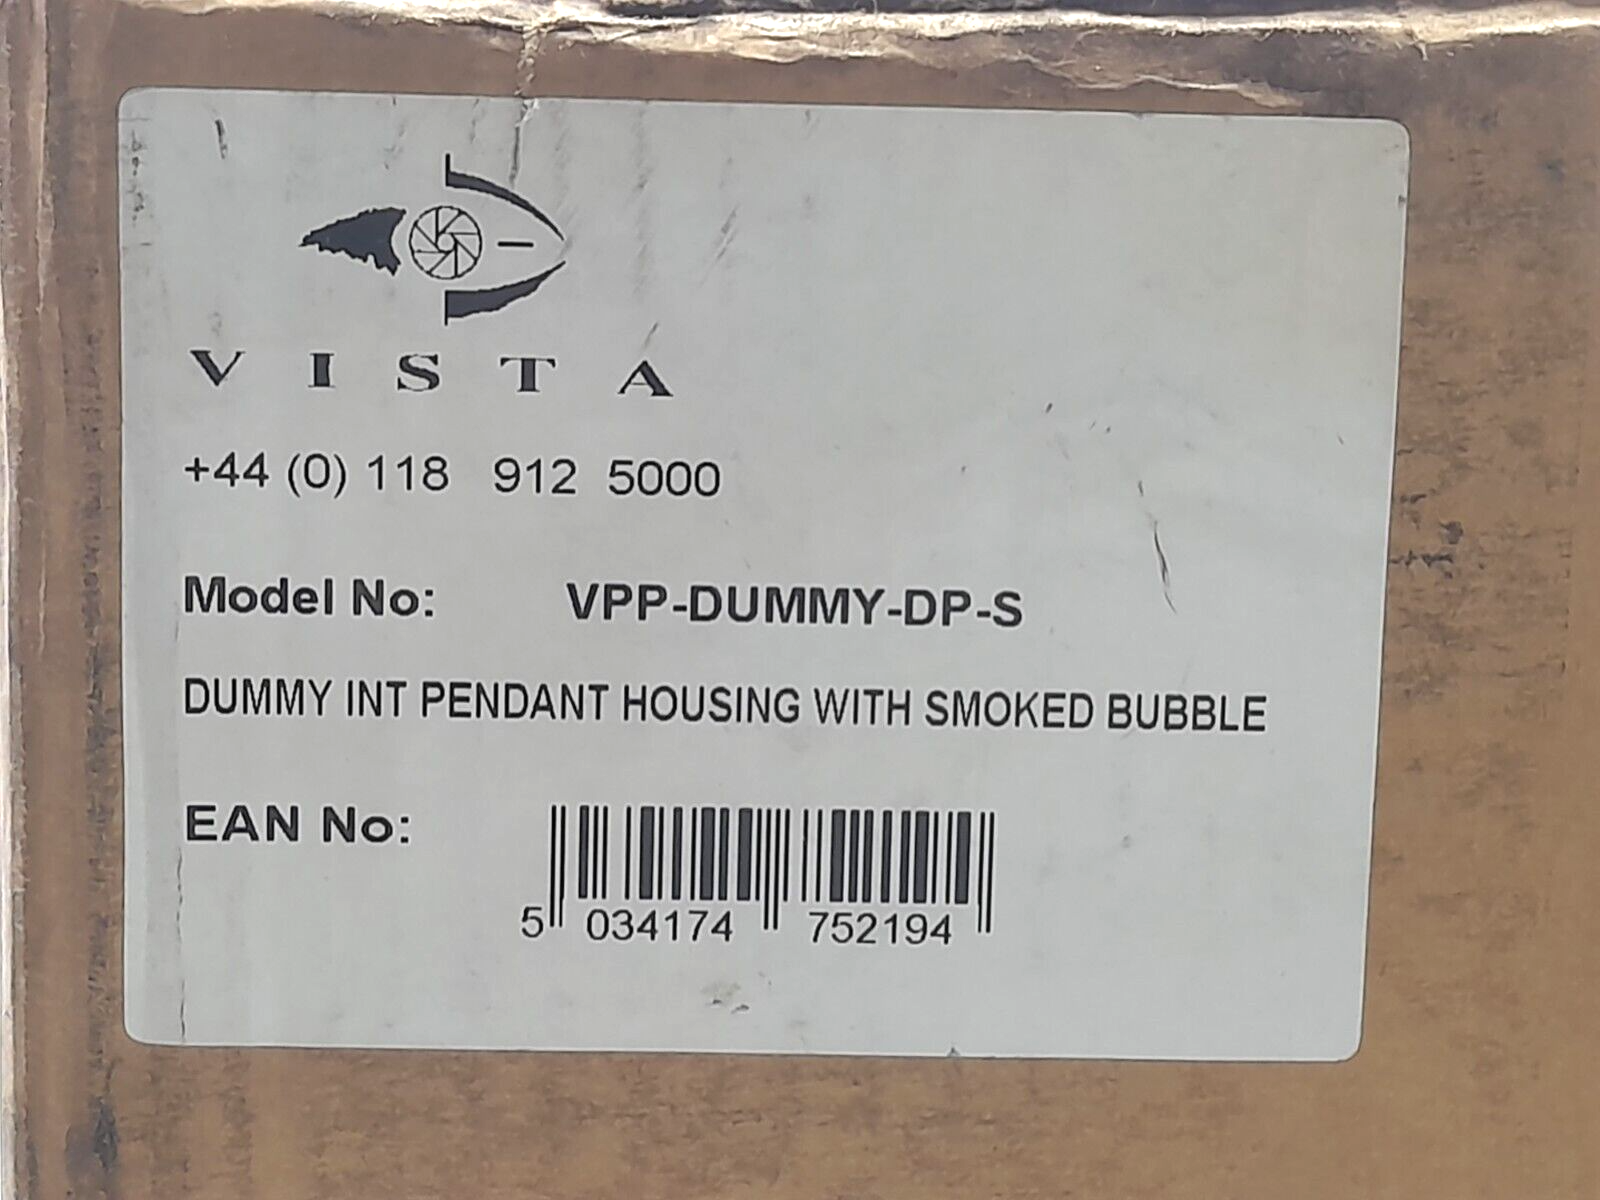 VISTA
+44 (0) 118 912 5000
Model No: VPP-DUMMY-DP-S
DUMMY INT PENDANT HOUSING WITH SMOKED BUBBLE
EAN No:
5 034174 752194